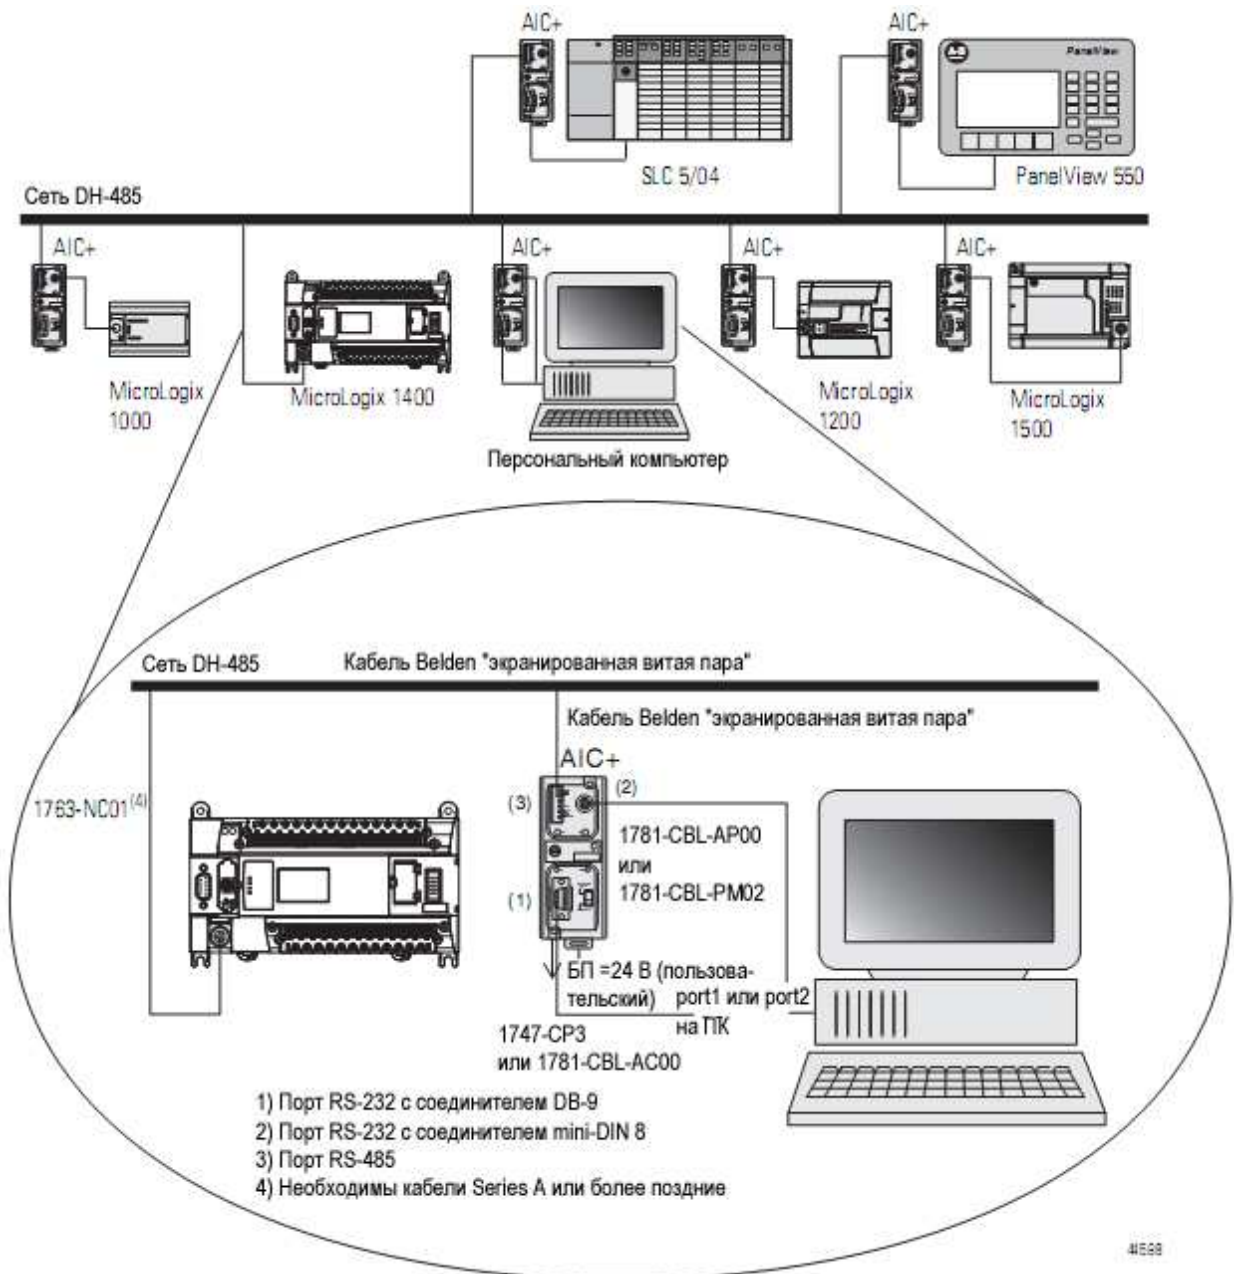 AIC+
AIC+
PanelView
SLC 5/04
PanelView 550
Сеть DH-485
AIC+
AIC+
AIC+
AIC+
MicroLogix
1000
MicroLogix 1400
MicroLogix
1200
MicroLogix
1500
Персональный компьютер
Сеть DH-485
Кабель Belden "экранированная витая пара"
Кабель Belden "экранированная витая пара"
AIC+
(2)
(3)
1763-NC01(4)
1781-CBL-AP00
или
1781-CBL-PM02
(1)
БП =24 В (пользова-
тельский)
port1 или port2
на ПК
1747-CP3
или 1781-CBL-AC00
1) Порт RS-232 с соединителем DB-9
2) Порт RS-232 с соединителем mini-DIN 8
3) Порт RS-485
4) Необходимы кабели Series A или более поздние